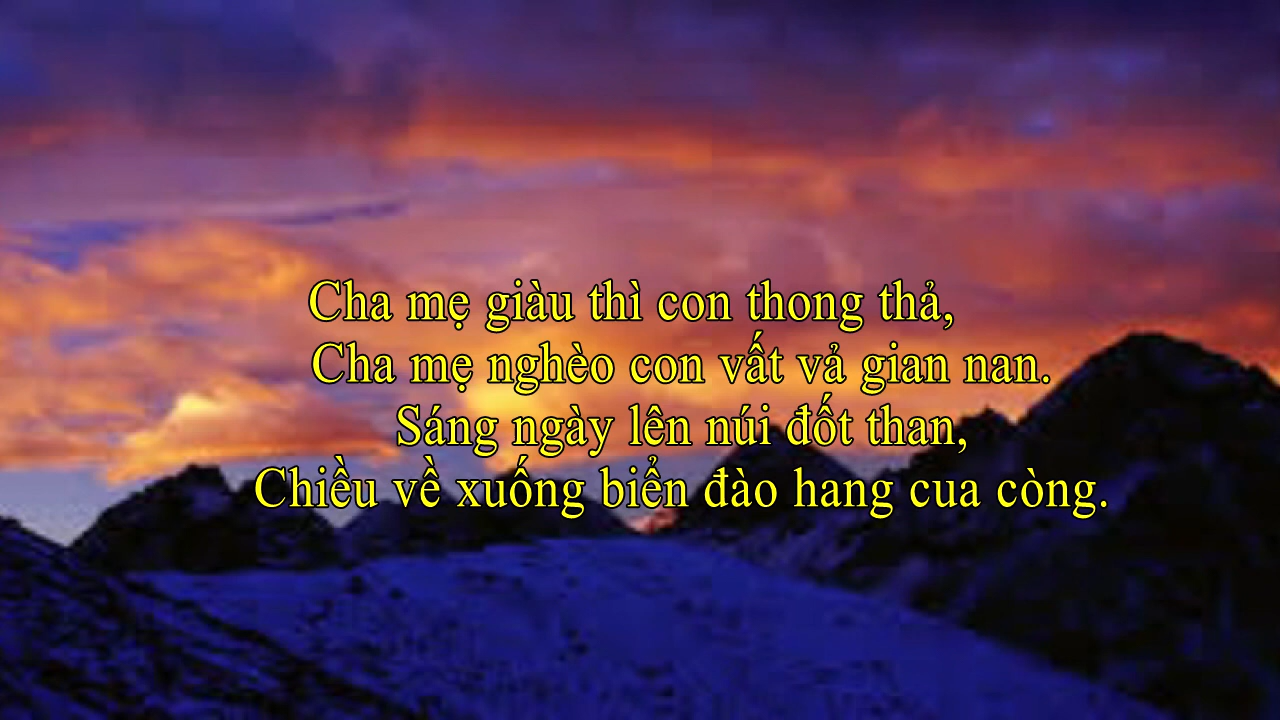 Cha mẹ giàu thì con thong thả,
Cha mẹ nghèo con vất vả gian nan.
Sáng ngày lên núi đốt than,
Chiều về xuống biển đào hang cua còng.